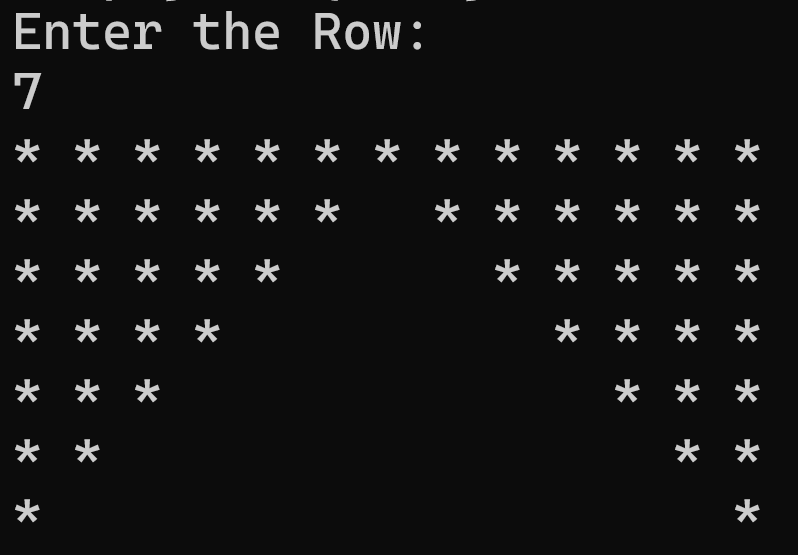 Enter the Row:
7
* * * * * * * * * * * * *
* * * * * *   * * * * * *
* * * * *       * * * * *
* * * *           * * * *
* * *               * * *
* *                   * *
*                       *